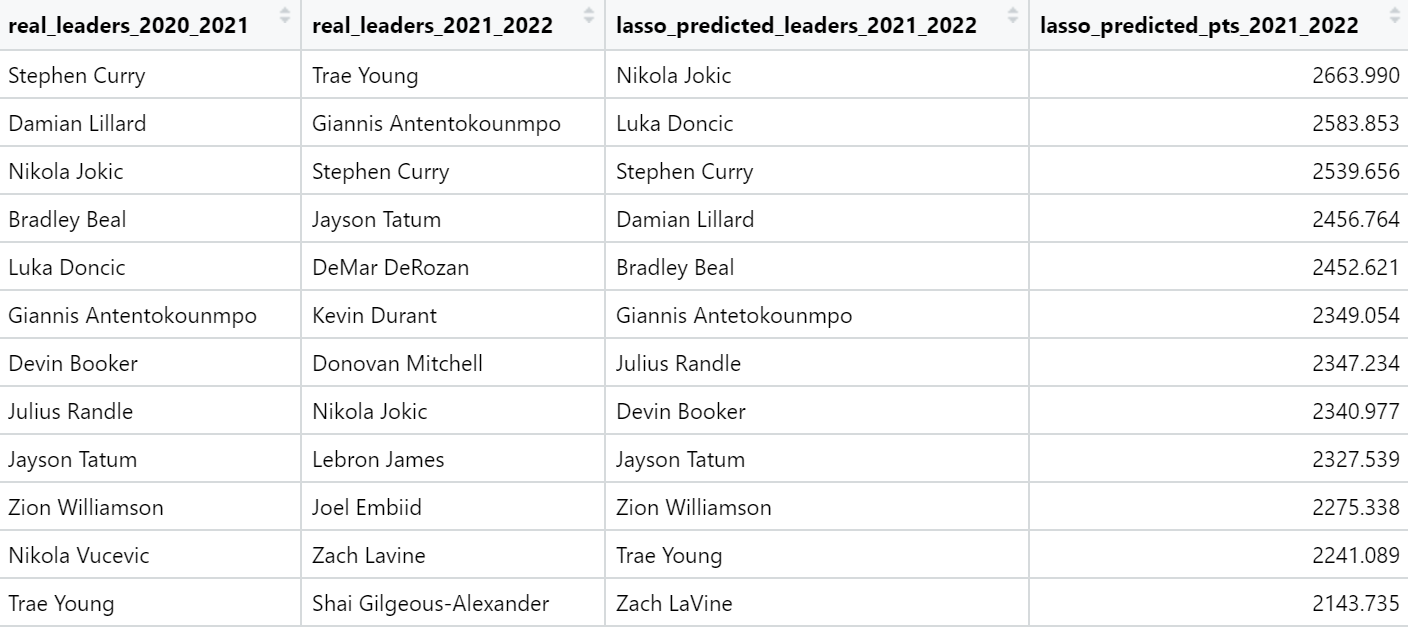 real_leaders_2020_2021 real_leaders_2021_2022 lasso_predicted_leaders_2021_2022 lasso_predicted_pts_2021_2022
Stephen Curry Trae Young Nikola Jokic 2663.990
Damian Lillard Giannis Antentokounmpo Luka Doncic 2583.853
Nikola Jokic Stephen Curry Stephen Curry 2539.656
Bradley Beal Jayson Tatum Damian Lillard 2456.764
Luka Doncic DeMar DeRozan Bradley Beal 2452.621
Giannis Antentokounmpo Kevin Durant Giannis Antetokounmpo 2349.054
Devin Booker Donovan Mitchell Julius Randle 2347.234
Julius Randle Nikola Jokic Devin Booker 2340.977
Jayson Tatum Lebron James Jayson Tatum 2327.539
Zion Williamson Joel Embiid Zion Williamson 2275.338
Nikola Vucevic Zach Lavine Trae Young 2241.089
Trae Young Shai Gilgeous-Alexander Zach LaVine 2143.735